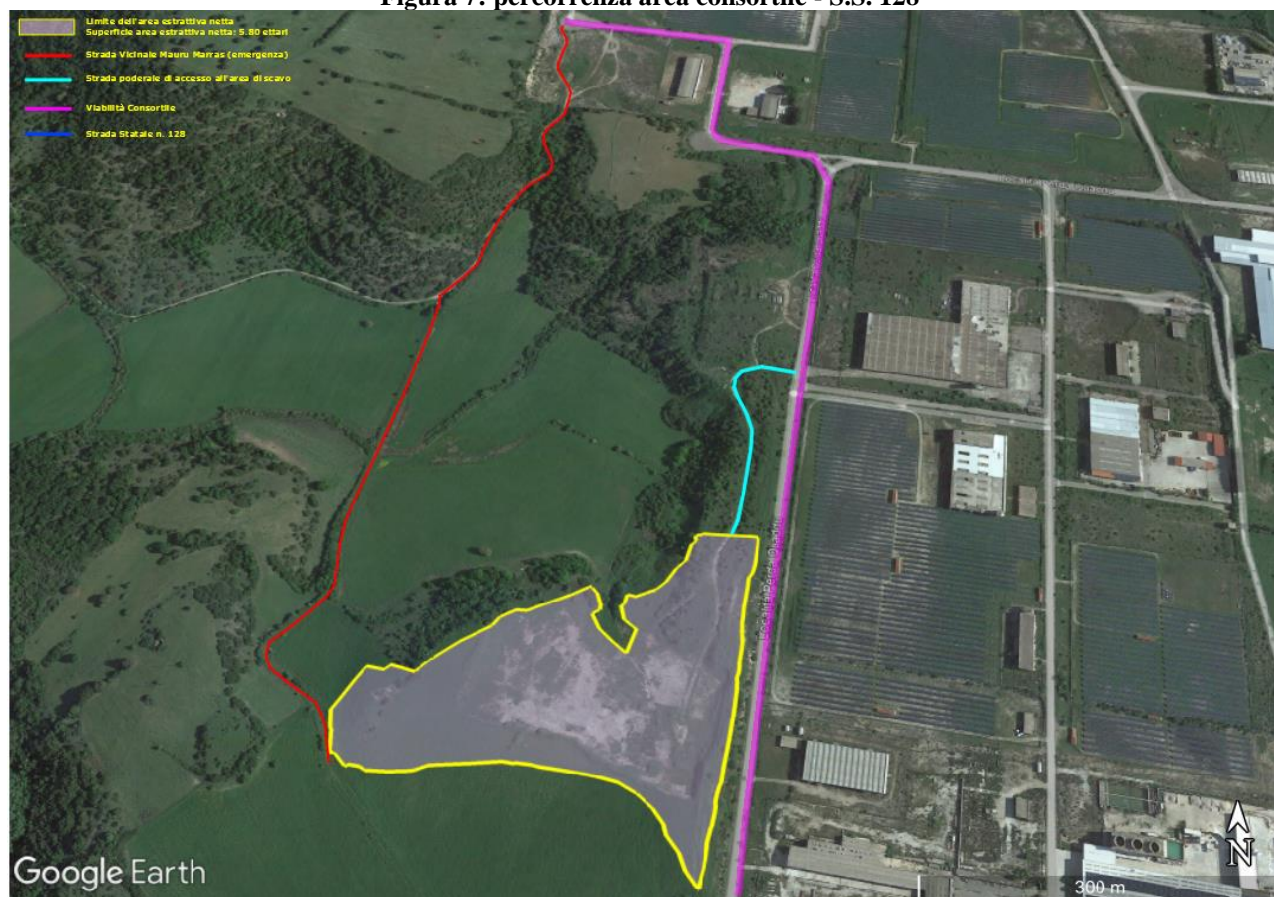 Figura 7: percorrenza area consortile - S.S. 128
Limite dell'area estrattiva netta
Superficie area estrattiva netta: 5.80 ettari
Strada Vicinale Mauru Marras (emergenza)
Strada poderale di accesso all'area di scavo
Viabilità Consortile
Strada Statale n. 128
Google Earth
N
300 m